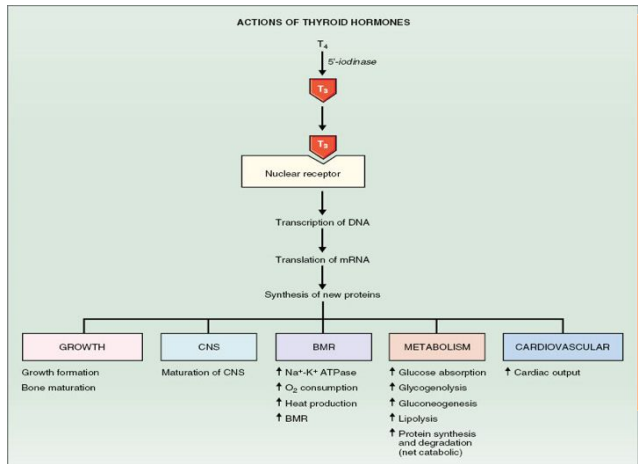 ACTIONS OF THYROID HORMONES
T₄
5'-iodinase
T₃
T₃
Nuclear receptor
Transcription of DNA
Translation of mRNA
Synthesis of new proteins
GROWTH
Growth formation
Bone maturation
CNS
Maturation of CNS
BMR
↑ Na⁺-K⁺ ATPase
↑ O₂ consumption
↑ Heat production
↑ BMR
METABOLISM
↑ Glucose absorption
↑ Glycogenolysis
↑ Gluconeogenesis
↑ Lipolysis
↑ Protein synthesis
and degradation
(net catabolic)
CARDIOVASCULAR
↑ Cardiac output